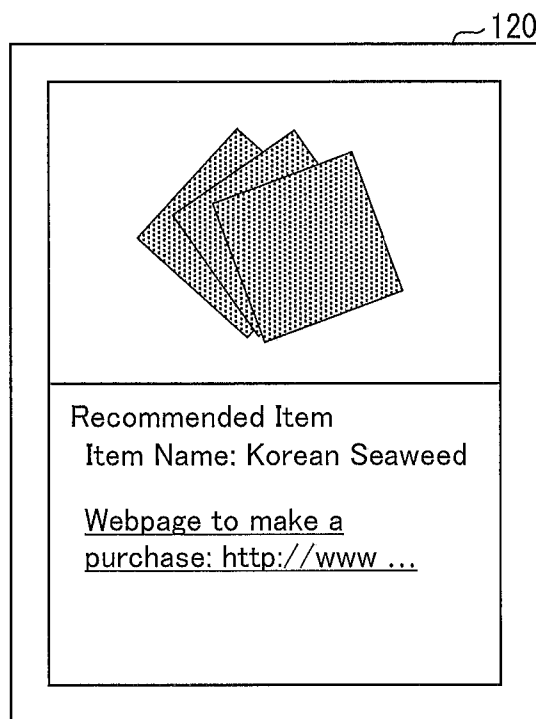 120
Recommended Item
Item Name: Korean Seaweed
Webpage to make a
purchase: http://www ...